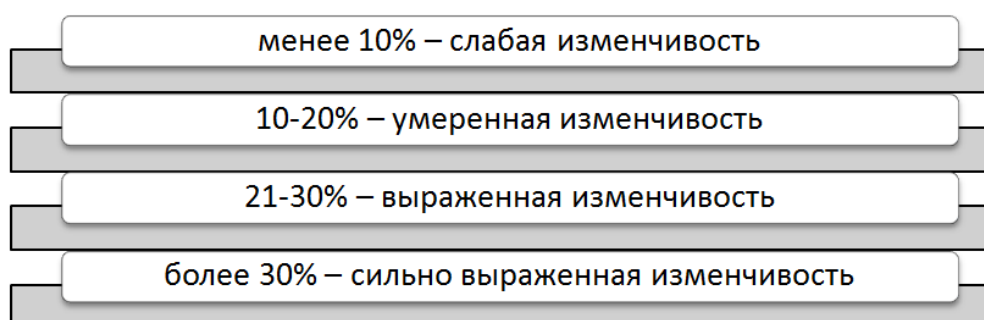 менее 10% – слабая изменчивость
10-20% – умеренная изменчивость
21-30% – выраженная изменчивость
более 30% – сильно выраженная изменчивость